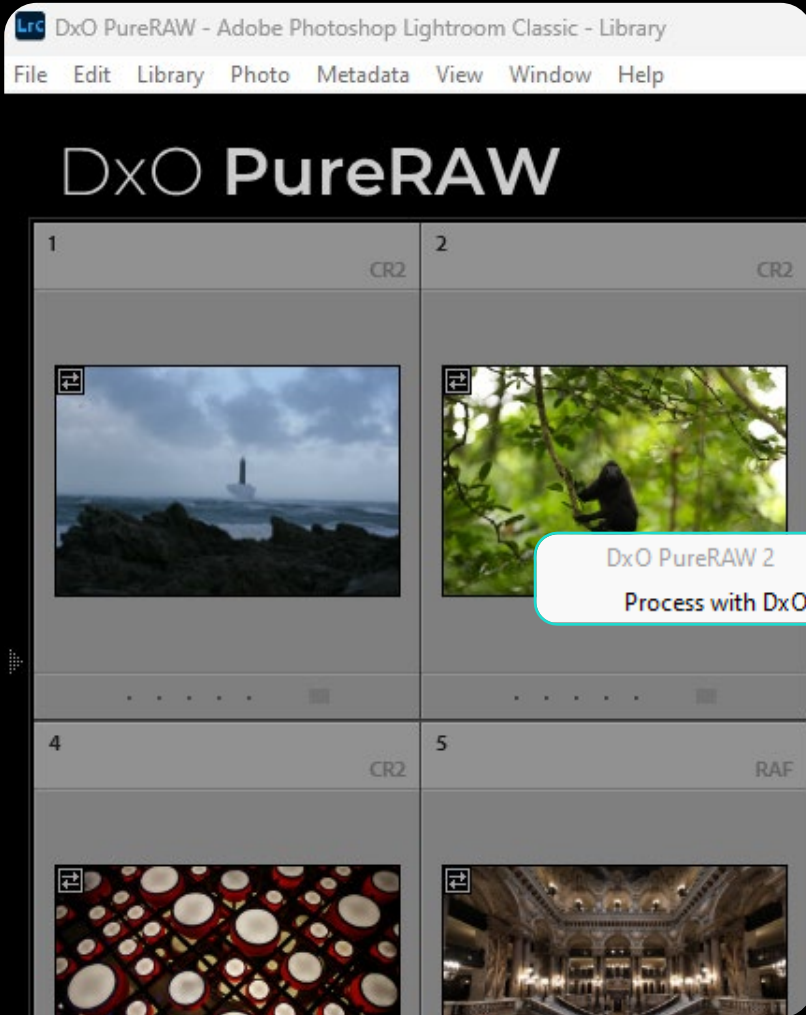 LrC DxO PureRAW - Adobe Photoshop Lightroom Classic - Library
File Edit Library Photo Metadata View Window Help
DxO PureRAW
1
CR2
2
CR2
DxO PureRAW 2
Process with DxO
4
CR2
5
RAF